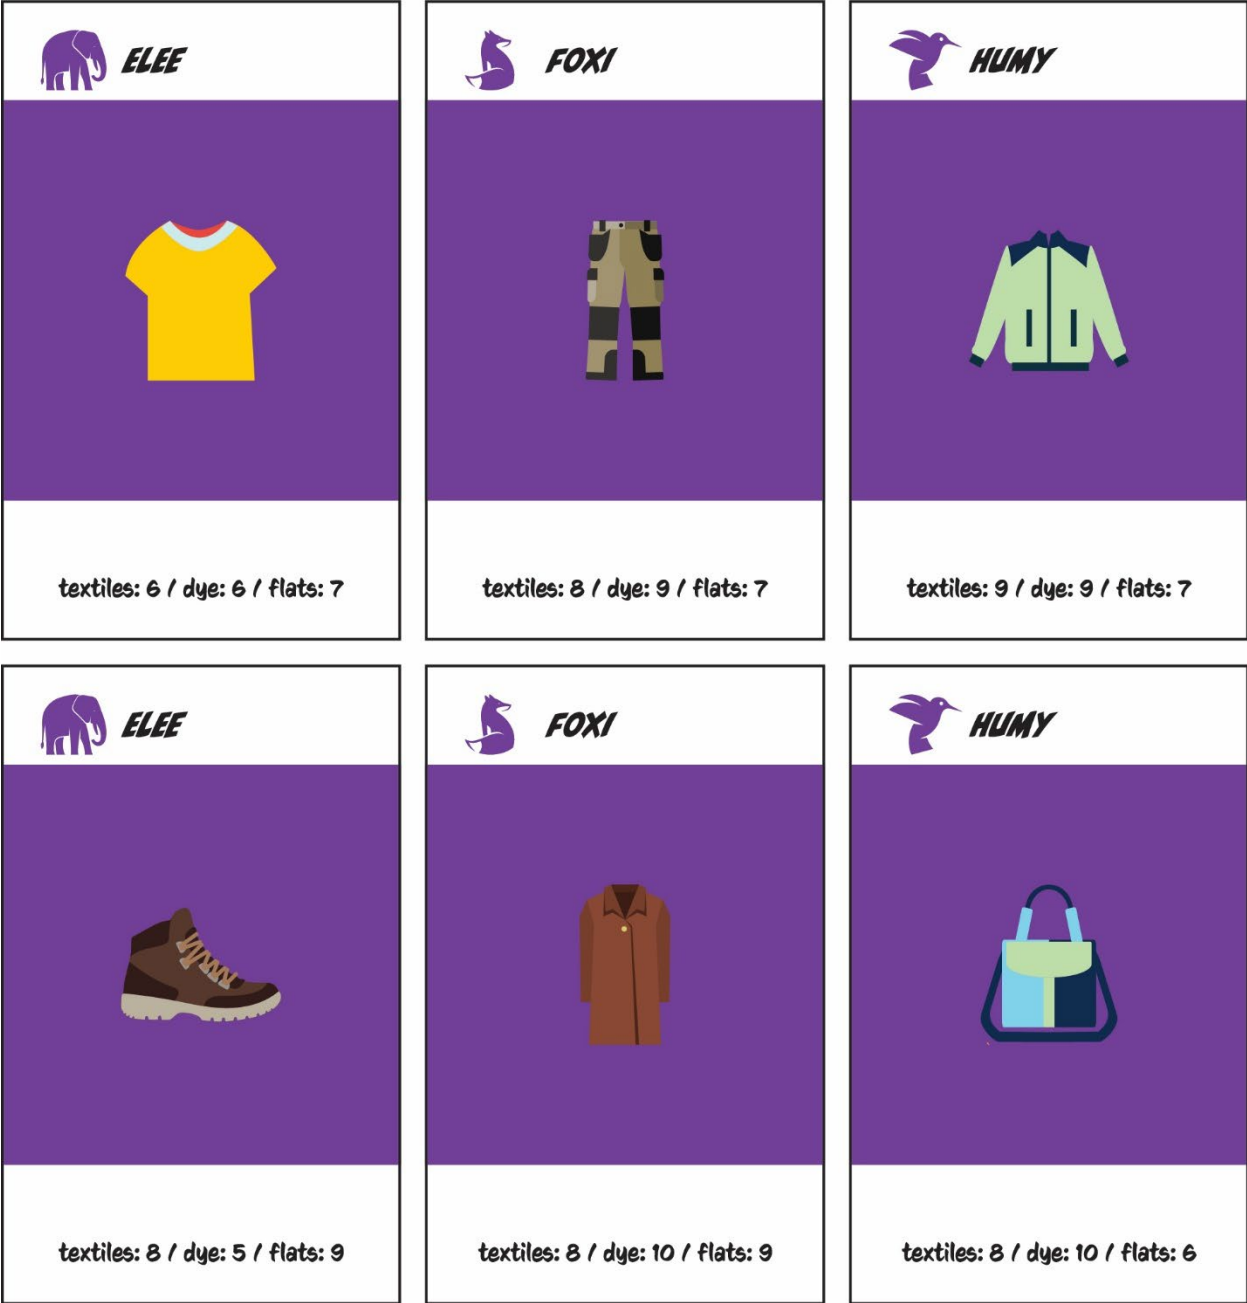 ELEE
FOXI
HUMY
textiles: 6 / dye: 6 / flats: 7
textiles: 8 / dye: 9 / flats: 7
textiles: 9 / dye: 9 / flats: 7
ELEE
FOXI
HUMY
textiles: 8 / dye: 5 / flats: 9
textiles: 8 / dye: 10 / flats: 9
textiles: 8 / dye: 10 / flats: 6